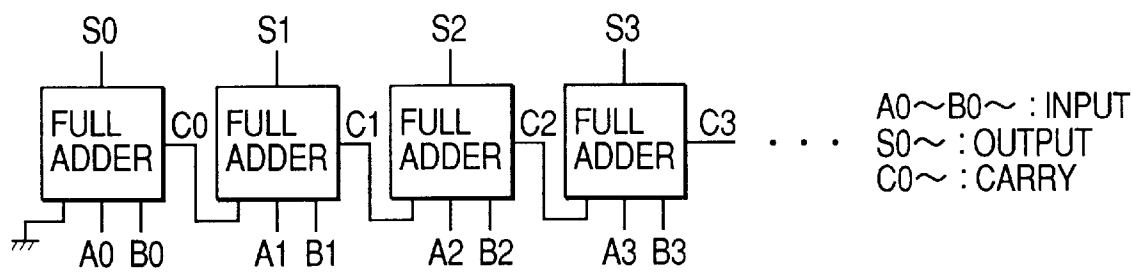 S0 S1 S2 S3
FULL ADDER C0 FULL ADDER C1 FULL ADDER C2 FULL ADDER C3 . . .
A0 B0 A1 B1 A2 B2 A3 B3
A0～B0～ : INPUT
S0～ : OUTPUT
C0～ : CARRY